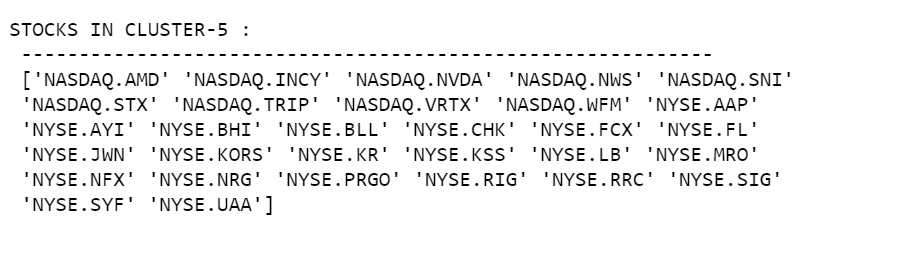 STOCKS IN CLUSTER-5 :
------------------------------------------------------------
['NASDAQ.AMD' 'NASDAQ.INCY' 'NASDAQ.NVDA' 'NASDAQ.NWS' 'NASDAQ.SNI'
'NASDAQ.STX' 'NASDAQ.TRIP' 'NASDAQ.VRTX' 'NASDAQ.WFM' 'NYSE.AAP'
'NYSE.AYI' 'NYSE.BHI' 'NYSE.BLL' 'NYSE.CHK' 'NYSE.FCX' 'NYSE.FL'
'NYSE.JWN' 'NYSE.KORS' 'NYSE.KR' 'NYSE.KSS' 'NYSE.LB' 'NYSE.MRO'
'NYSE.NFX' 'NYSE.NRG' 'NYSE.PRGO' 'NYSE.RIG' 'NYSE.RRC' 'NYSE.SIG'
'NYSE.SYF' 'NYSE.UAA']